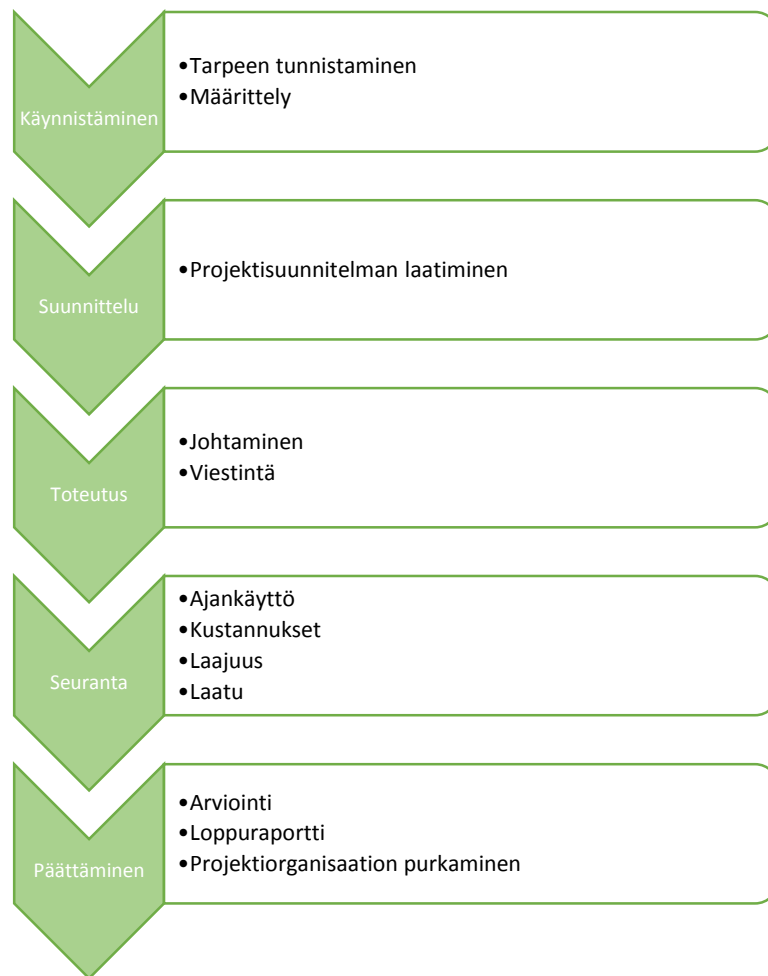 Käynnistäminen
•Tarpeen tunnistaminen
•Määrittely
Suunnittelu
•Projektisuunnitelman laatiminen
Toteutus
•Johtaminen
•Viestintä
Seuranta
•Ajankäyttö
•Kustannukset
•Laajuus
•Laatu
Päättäminen
•Arviointi
•Loppuraportti
•Projektiorganisaation purkaminen